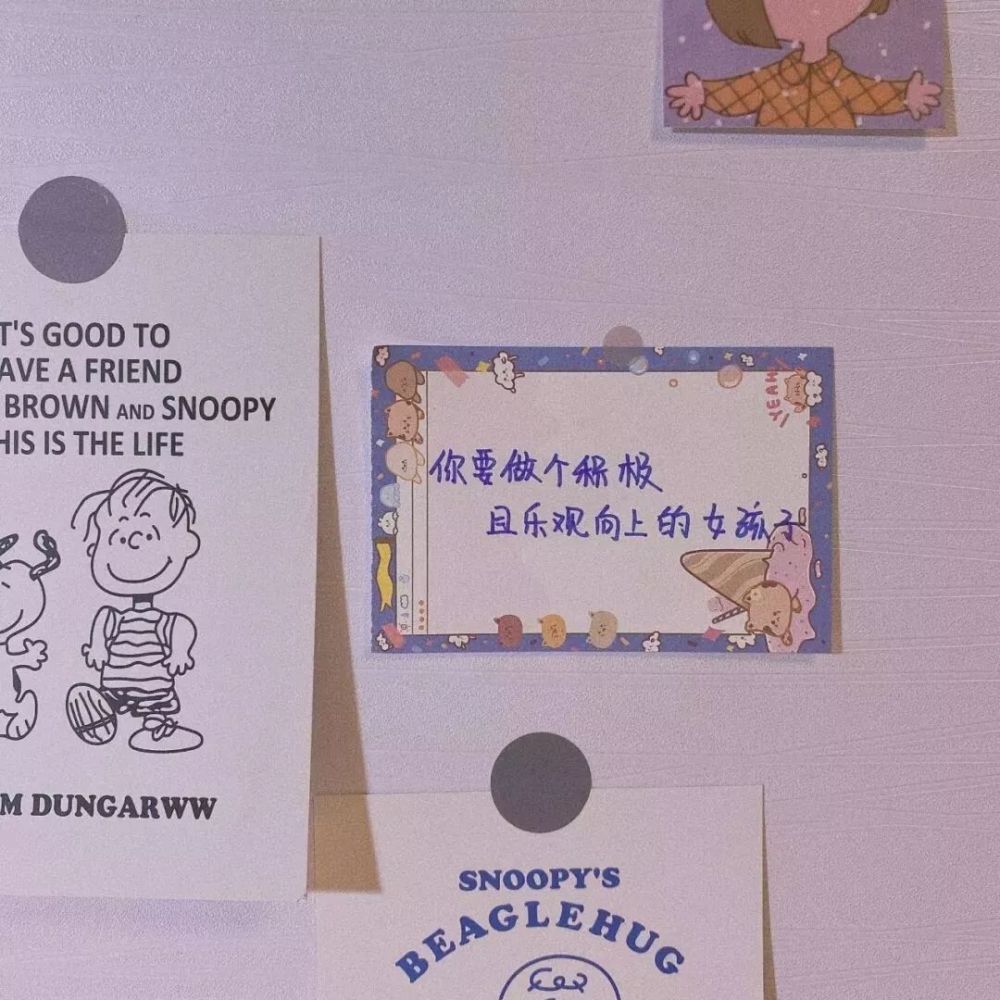 T'S GOOD TO
AVE A FRIEND
BROWN AND SNOOPY
HIS IS THE LIFE
M DUNGARWW
YEAH!
你要做个积极
且乐观向上的女孩子
SNOOPY'S
BEAGLEHUG